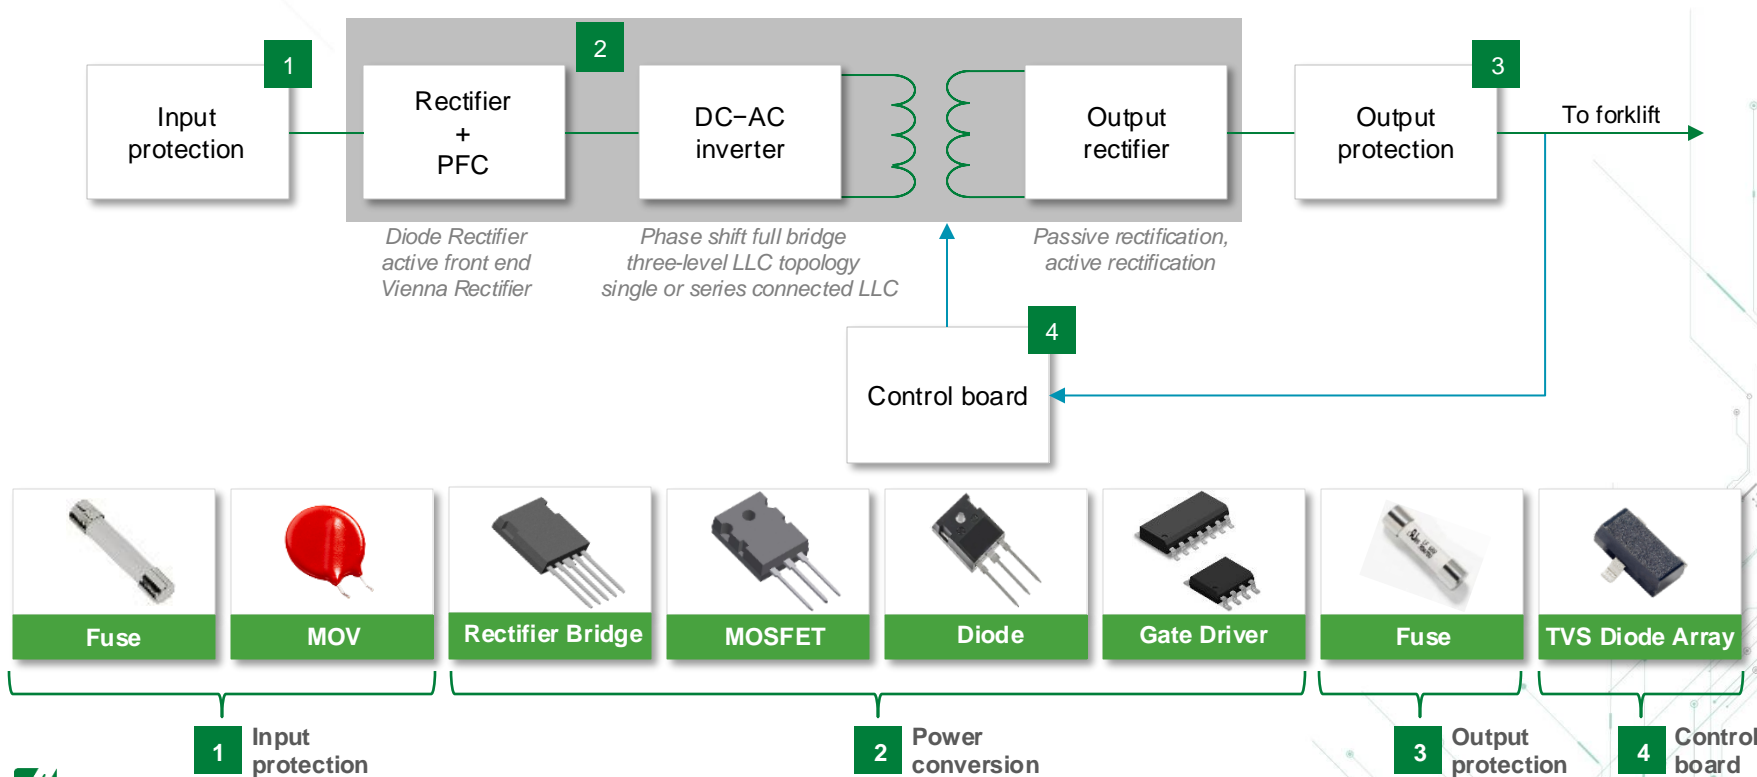 1
2
3
Input
protection
Rectifier
+
PFC
DC−AC
inverter
Output
rectifier
Output
protection
To forklift
Diode Rectifier
active front end
Vienna Rectifier
Phase shift full bridge
three-level LLC topology
single or series connected LLC
Passive rectification,
active rectification
4
Control board
Fuse
MOV
Rectifier Bridge
MOSFET
Diode
Gate Driver
Fuse
TVS Diode Array
1
Input
protection
2
Power
conversion
3
Output
protection
4
Control
board